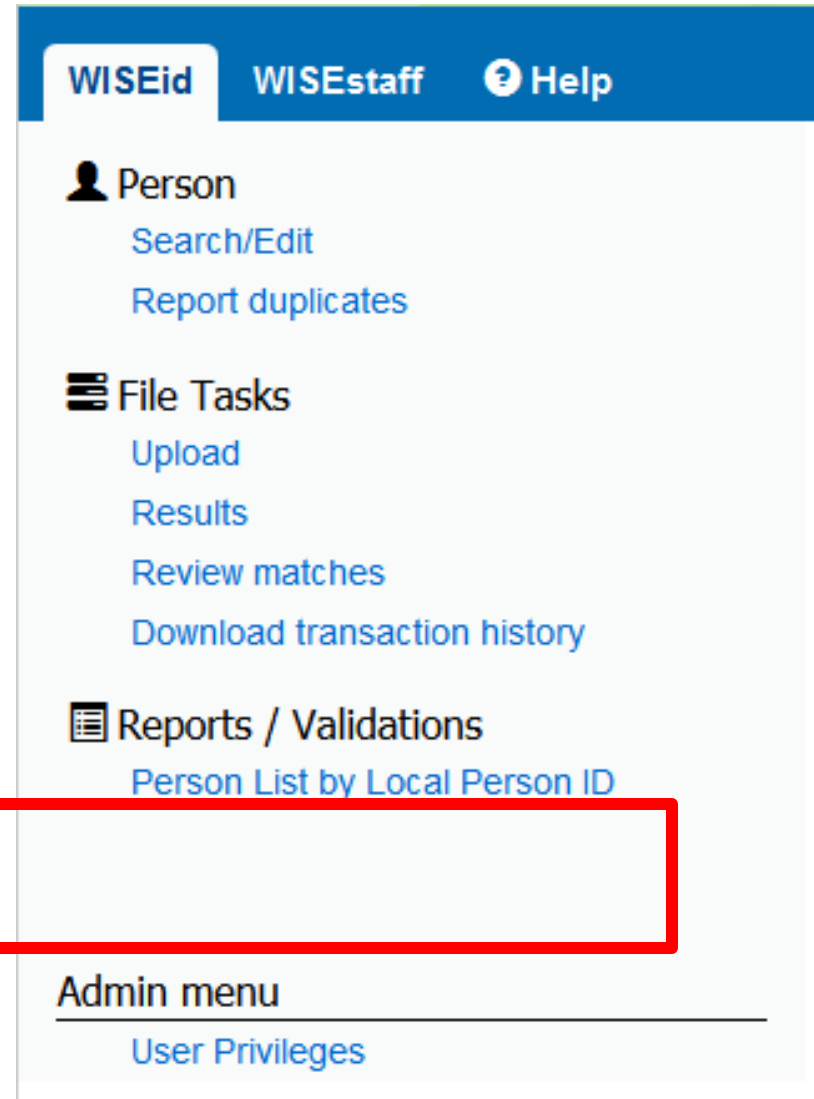 WISEid WISEstaff ? Help
Person
Search/Edit
Report duplicates
File Tasks
Upload
Results
Review matches
Download transaction history
Reports / Validations
Person List by Local Person ID
Admin menu
User Privileges